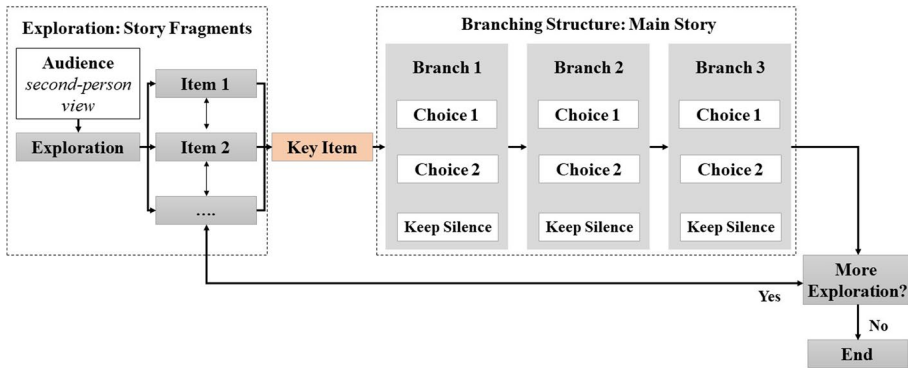 Exploration: Story Fragments
Audience
second-person
view
Exploration
Item 1
Item 2
....
Key Item
Branching Structure: Main Story
Branch 1
Choice 1
Choice 2
Keep Silence
Branch 2
Choice 1
Choice 2
Keep Silence
Branch 3
Choice 1
Choice 2
Keep Silence
More
Exploration?
Yes
No
End